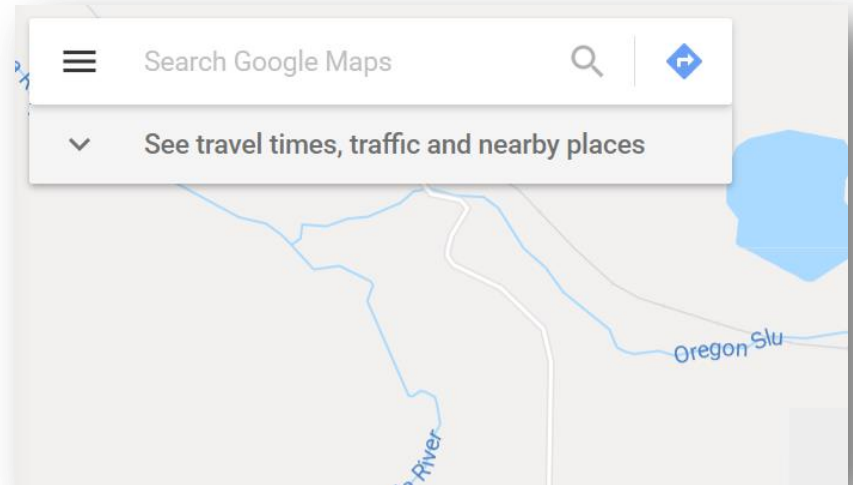 Search Google Maps
See travel times, traffic and nearby places
Oregon Slu
River